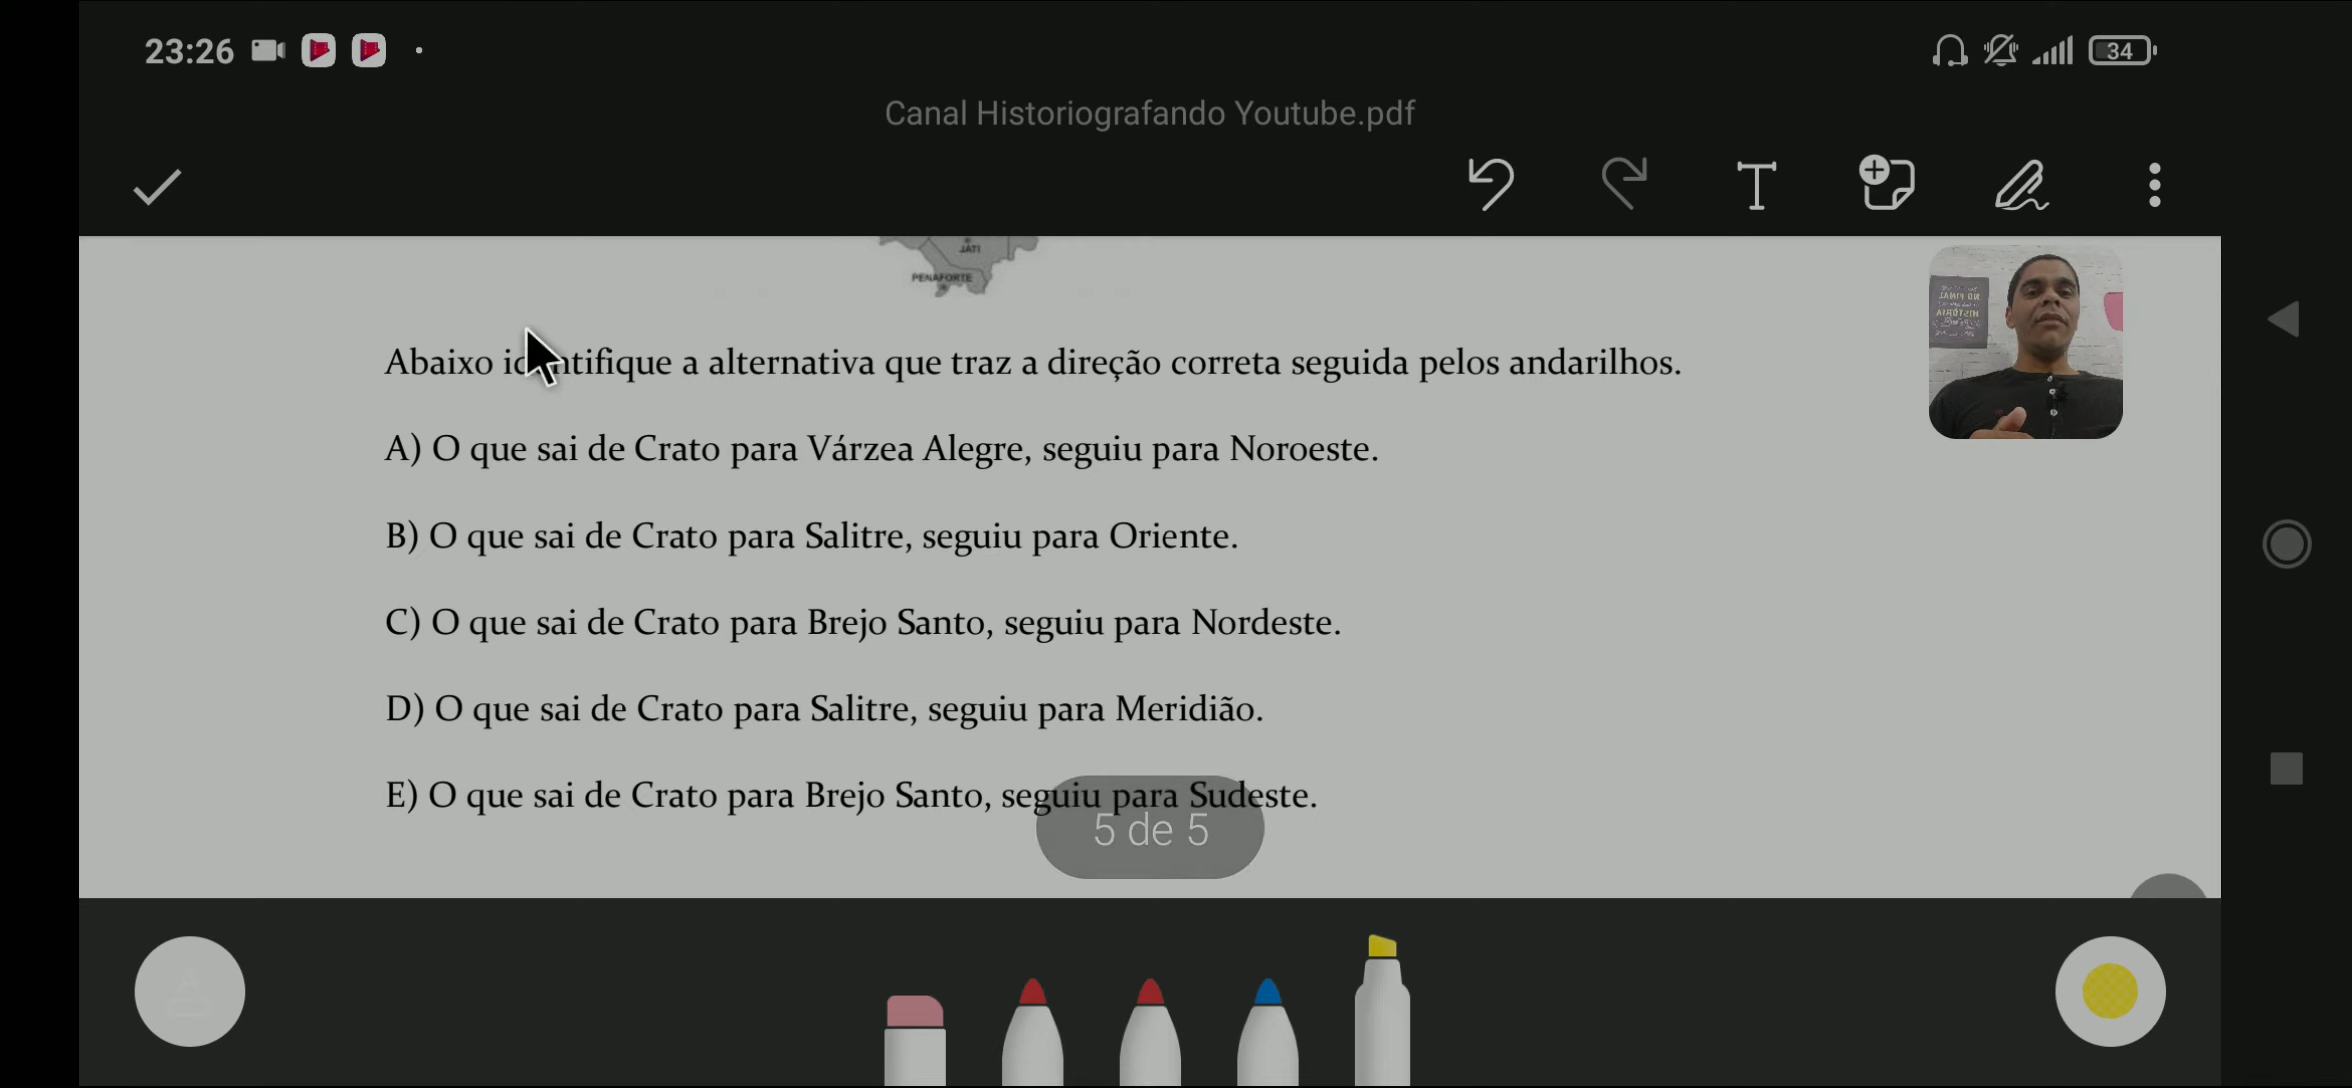 23:26
34
Canal Historiografando Youtube.pdf
JATI
PENAFORTE
NO FINAL
HISTÓRIA
Abaixo identifique a alternativa que traz a direção correta seguida pelos andarilhos.
A) O que sai de Crato para Várzea Alegre, seguiu para Noroeste.
B) O que sai de Crato para Salitre, seguiu para Oriente.
C) O que sai de Crato para Brejo Santo, seguiu para Nordeste.
D) O que sai de Crato para Salitre, seguiu para Meridião.
E) O que sai de Crato para Brejo Santo, seguiu para Sudeste.
5 de 5